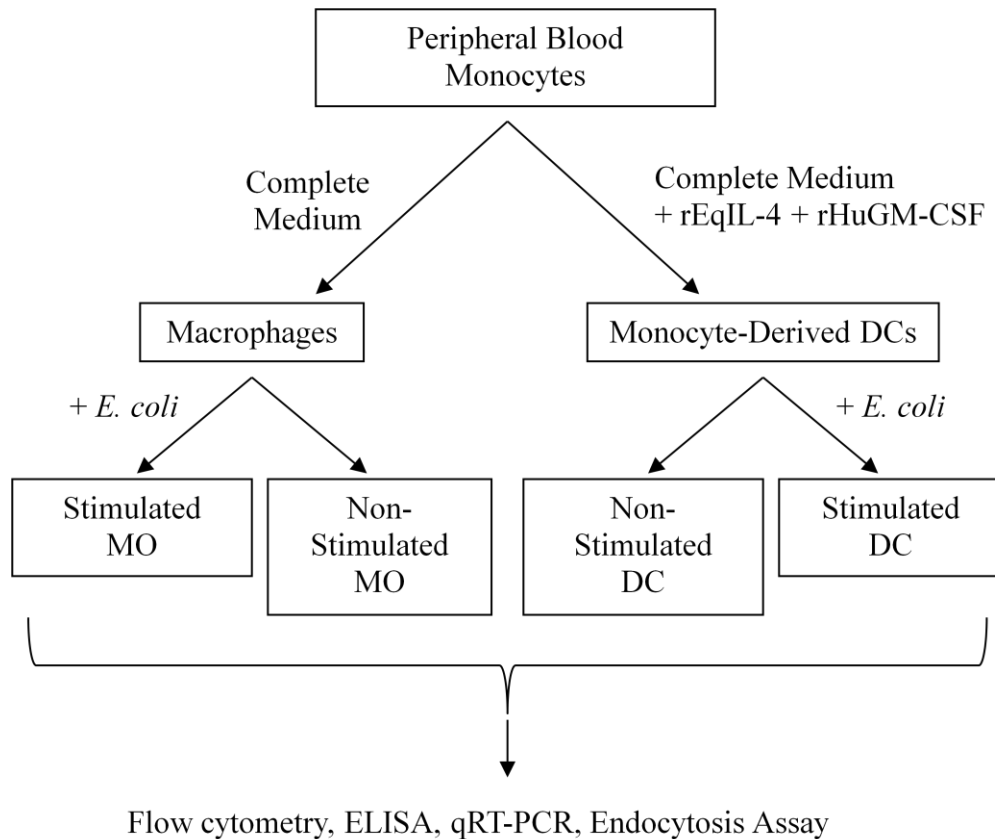 Peripheral Blood
Monocytes
Complete
Medium
Complete Medium
+ rEqIL-4 + rHuGM-CSF
Macrophages
Monocyte-Derived DCs
+ E. coli
+ E. coli
Stimulated
MO
Non-
Stimulated
MO
Non-
Stimulated
DC
Stimulated
DC
Flow cytometry, ELISA, qRT-PCR, Endocytosis Assay